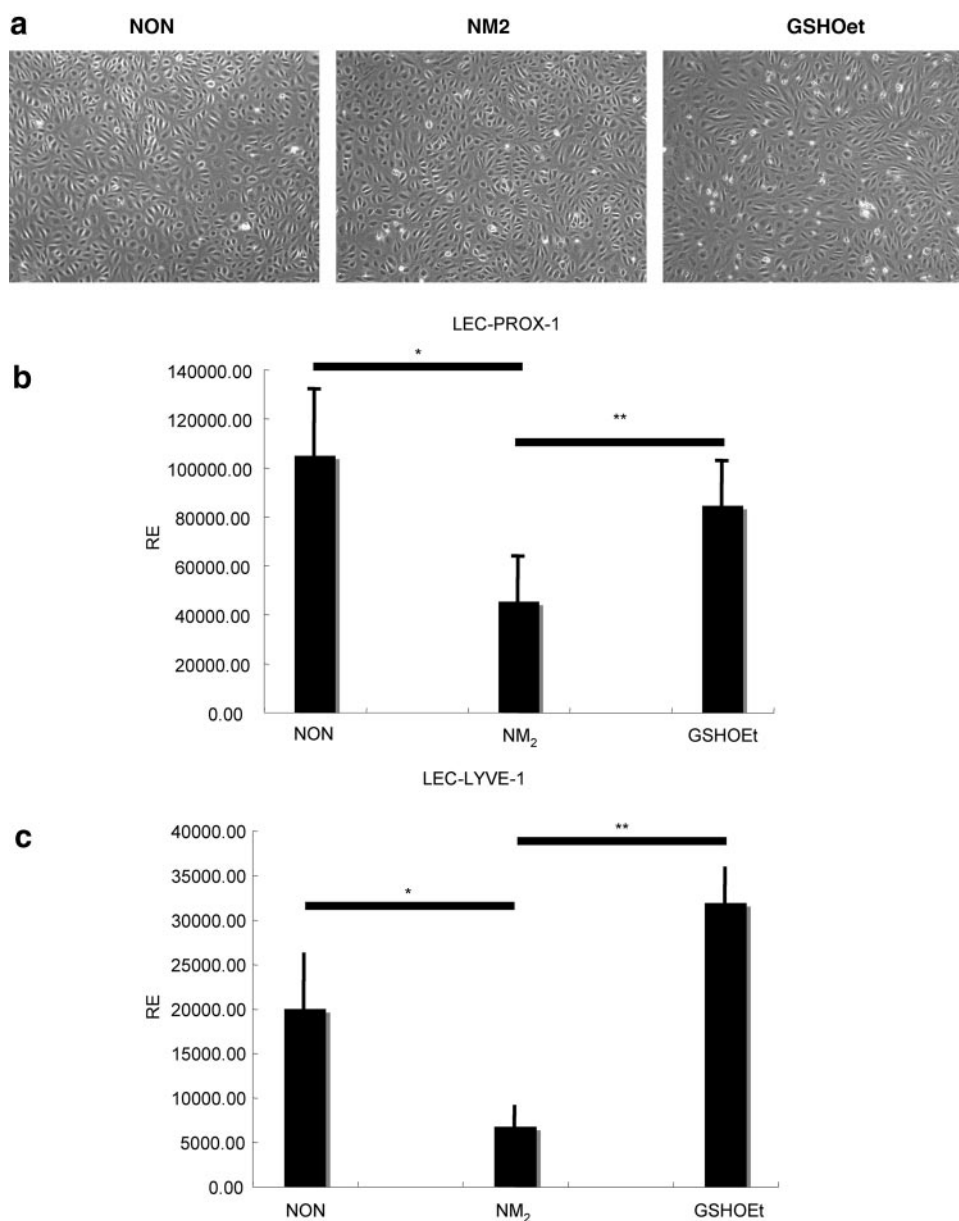 a
NON NM2 GSHOet
LEC-PROX-1
b
*
**
140000.00
120000.00
100000.00
80000.00
60000.00
40000.00
20000.00
0.00
RE
NON NM2 GSHOEt
LEC-LYVE-1
c
**
*
40000.00
35000.00
30000.00
25000.00
20000.00
15000.00
10000.00
5000.00
0.00
RE
NON NM2 GSHOEt